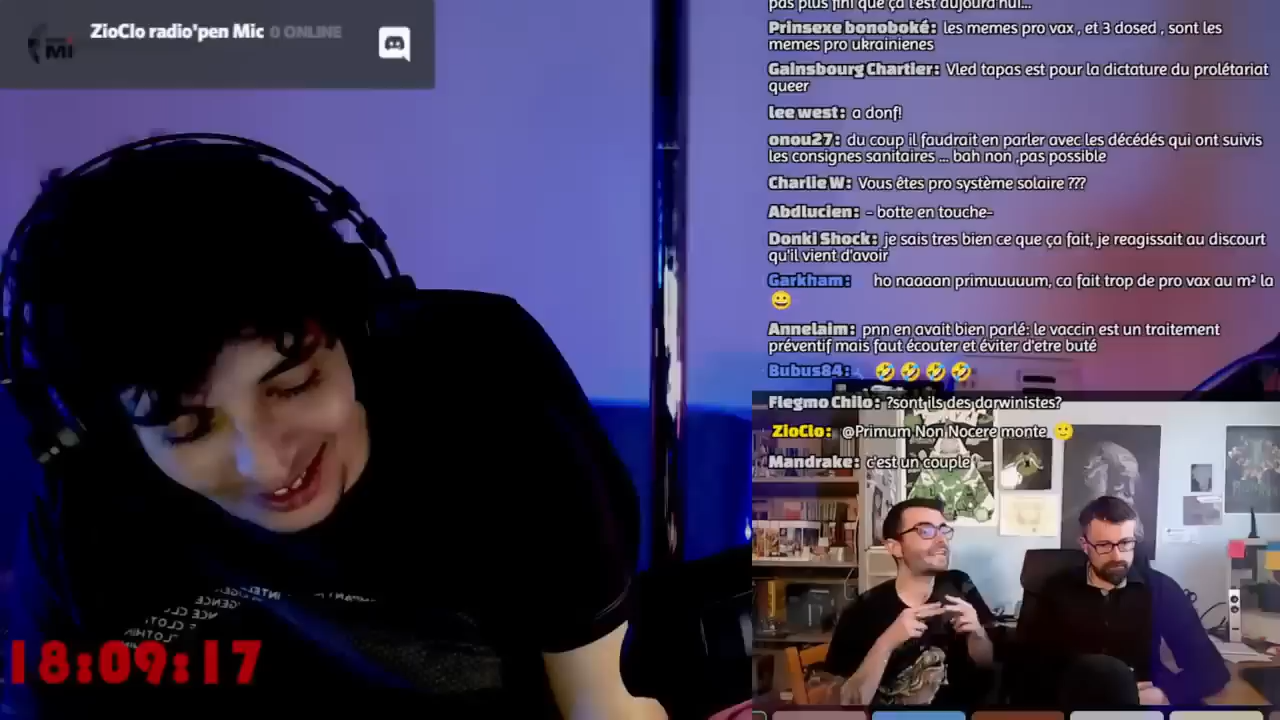 ZioClo radio'pen Mic 0 ONLINE
MI
pas plus fini que ça l'est aujourd'hui...
Prinsexe bonoboké: les memes pro vax , et 3 dosed , sont les
memes pro ukrainienes
Gainsbourg Chartier: Vled tapas est pour la dictature du prolétariat
queer
lee west: a donf!
onou27: du coup il faudrait en parler avec les décédés qui ont suivis
les consignes sanitaires ... bah non ,pas possible
Charlie W: Vous êtes pro système solaire ???
Abdlucien: - botte en touche-
Donki Shock: je sais tres bien ce que ça fait, je reagissait au discourt
qu'il vient d'avoir
Garkham: ho naaaan primuuuuum, ca fait trop de pro vax au m² la
😀
Annelaim: pnn en avait bien parlé: le vaccin est un traitement
préventif mais faut écouter et éviter d'etre buté
Bubus84: 🤣 🤣 🤣 🤣
Flegmo Chilo: ?sont ils des darwinistes?
ZioClo: @Primum Non Nocere monte 🙂
Mandrake: c'est un couple
18:09:17